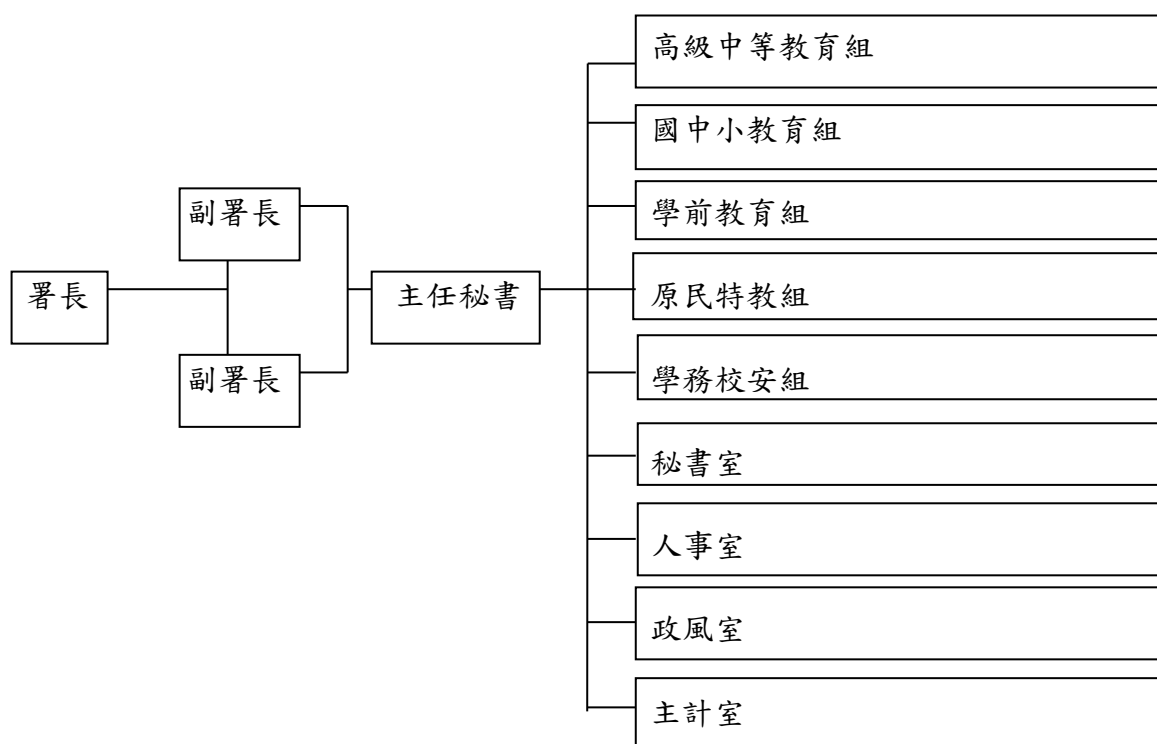 署長
副署長
副署長
主任秘書
高級中等教育組
國中小教育組
學前教育組
原民特教組
學務校安組
秘書室
人事室
政風室
主計室